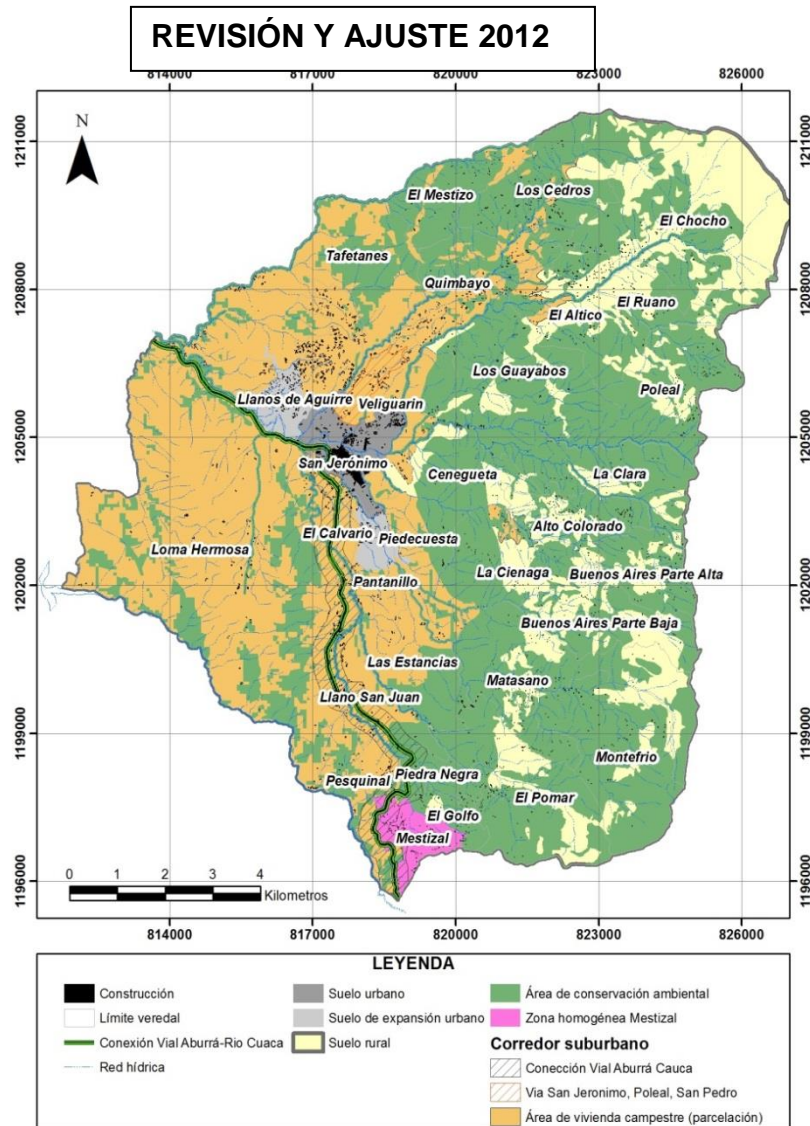 REVISIÓN Y AJUSTE 2012
814000 817000 820000 823000 826000
N
1211000 1211000
El Mestizo Los Cedros
El Chocho
Tafetanes
1208000 Quimbayo 1208000
El Ruano
El Altico
Los Guayabos
Poleal
Llanos de Aguirre Veliguarin
1205000 1205000
San Jerónimo Cenegueta La Clara
El Calvario Piedecuesta Alto Colorado
Loma Hermosa
1202000 Pantanillo La Cienaga Buenos Aires Parte Alta 1202000
Buenos Aires Parte Baja
Las Estancias
Matasano
Llano San Juan
1199000 1199000
Montefrio
Pesquinal Piedra Negra
El Pomar
El Golfo
Mestizal
0 1 2 3 4
Kilometros
1196000 1196000
814000 817000 820000 823000 826000
LEYENDA
Construcción Suelo urbano Área de conservación ambiental
Límite veredal Suelo de expansión urbano Zona homogénea Mestizal
Conexión Vial Aburrá-Rio Cuaca Suelo rural Corredor suburbano
Red hídrica Conección Vial Aburrá Cauca
Via San Jeronimo, Poleal, San Pedro
Área de vivienda campestre (parcelación)